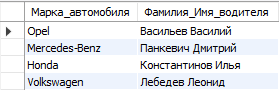 Марка_автомобиля Фамилия_Имя_водителя
Opel Васильев Василий
Mercedes-Benz Панкевич Дмитрий
Honda Константинов Илья
Volkswagen Лебедев Леонид